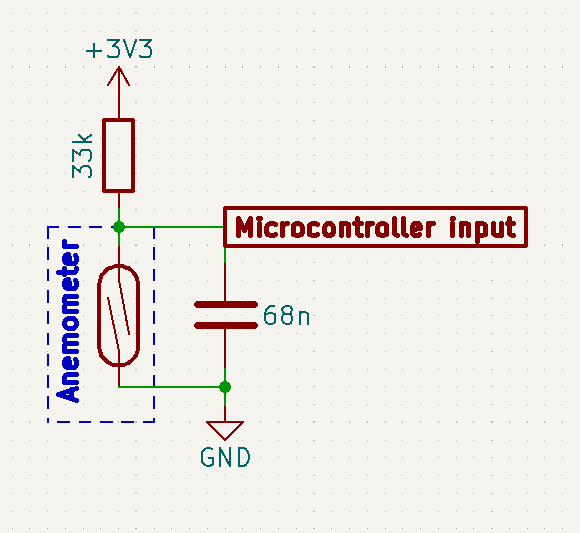 +3V3
33k
Microcontroller input
Anemometer
68n
GND